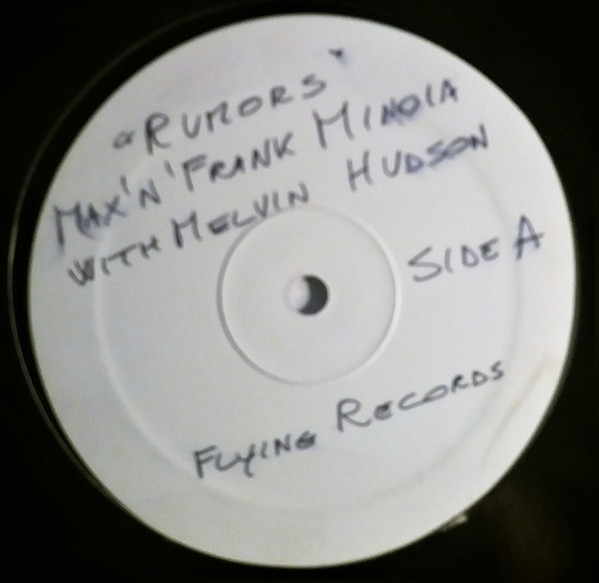 "RUMORS"
MAX'N'FRANK MINOIA
WITH MELVIN HUDSON
SIDE A
FLYING RECORDS